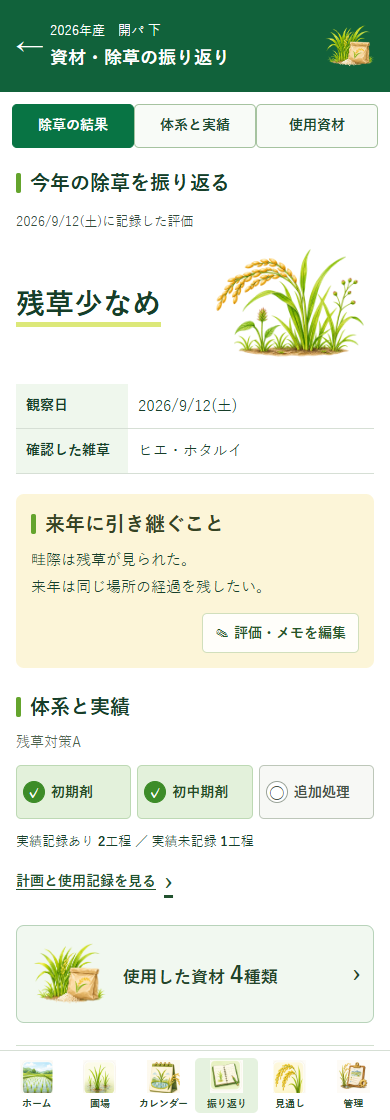 2026年産　開パ 下
資材・除草の振り返り
除草の結果
体系と実績
使用資材
今年の除草を振り返る
2026/9/12(土)に記録した評価
残草少なめ
観察日
2026/9/12(土)
確認した雑草
ヒエ・ホタルイ
来年に引き継ぐこと
畦際は残草が見られた。
来年は同じ場所の経過を残したい。
評価・メモを編集
体系と実績
残草対策A
初期剤
初中期剤
追加処理
実績記録あり 2工程 ／ 実績未記録 1工程
計画と使用記録を見る
使用した資材 4種類
ホーム
圃場
カレンダー
振り返り
見通し
管理